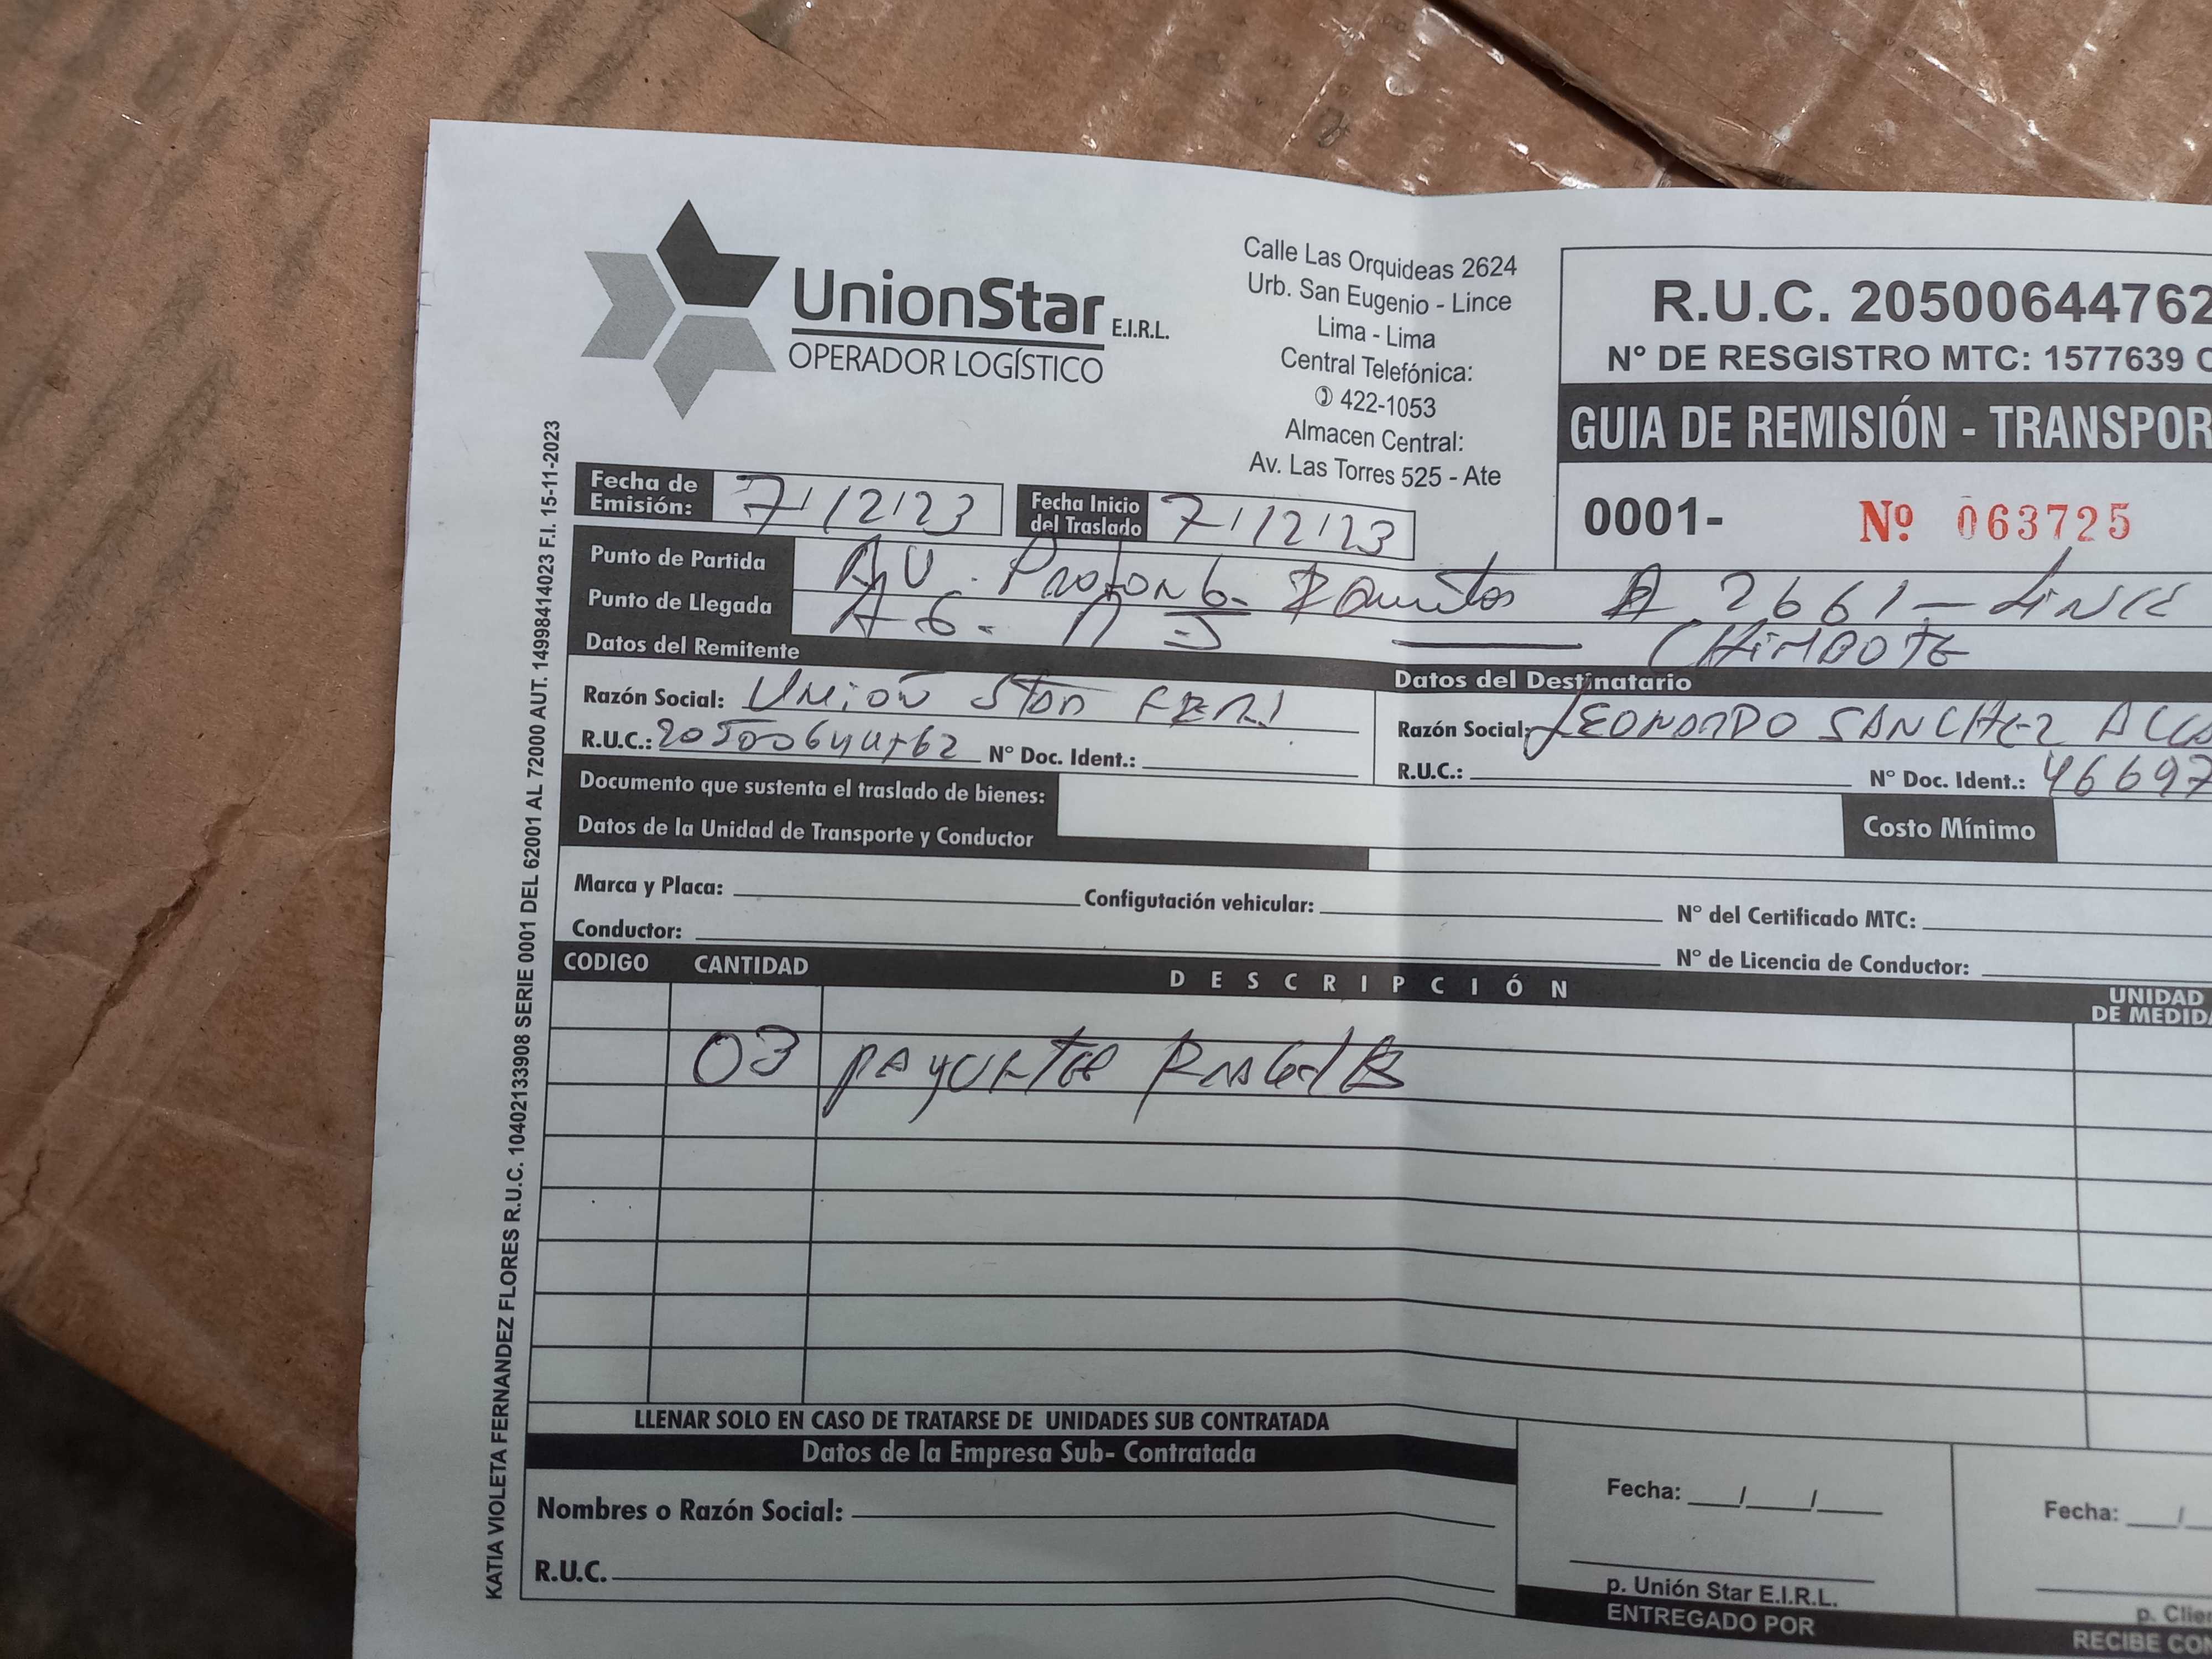 UnionStar E.I.R.L.
OPERADOR LOGÍSTICO
Calle Las Orquideas 2624
Urb. San Eugenio - Lince
Lima - Lima
Central Telefónica:
422-1053
Almacen Central:
Av. Las Torres 525 - Ate
R.U.C. 20500644762
N° DE RESGISTRO MTC: 1577639 C
GUIA DE REMISIÓN - TRANSPOR
0001- Nº 063725
Fecha de Emisión: 7/12/23 Fecha Inicio del Traslado 7/12/23
Punto de Partida AV. 2661 - Lince
Punto de Llegada CHIMBOTE
Datos del Remitente
Razón Social: Union Star
R.U.C.: 20500644762 N° Doc. Ident.:
Datos del Destinatario
Razón Social: LEONARDO SANCHEZ
R.U.C.: N° Doc. Ident.: 46697
Documento que sustenta el traslado de bienes:
Costo Mínimo
Datos de la Unidad de Transporte y Conductor
Marca y Placa: Configutación vehicular: N° del Certificado MTC:
Conductor: N° de Licencia de Conductor:
CODIGO CANTIDAD DESCRIPCIÓN UNIDAD DE MEDIDA
03
LLENAR SOLO EN CASO DE TRATARSE DE UNIDADES SUB CONTRATADA
Datos de la Empresa Sub- Contratada
Nombres o Razón Social:
R.U.C.
Fecha: / /
p. Unión Star E.I.R.L.
ENTREGADO POR
Fecha: /
p. Clie
RECIBE CON
KATIA VIOLETA FERNANDEZ FLORES R.U.C. 10402133908 SERIE 0001 DEL 62001 AL 72000 AUT. 14998414023 F.I. 15-11-2023